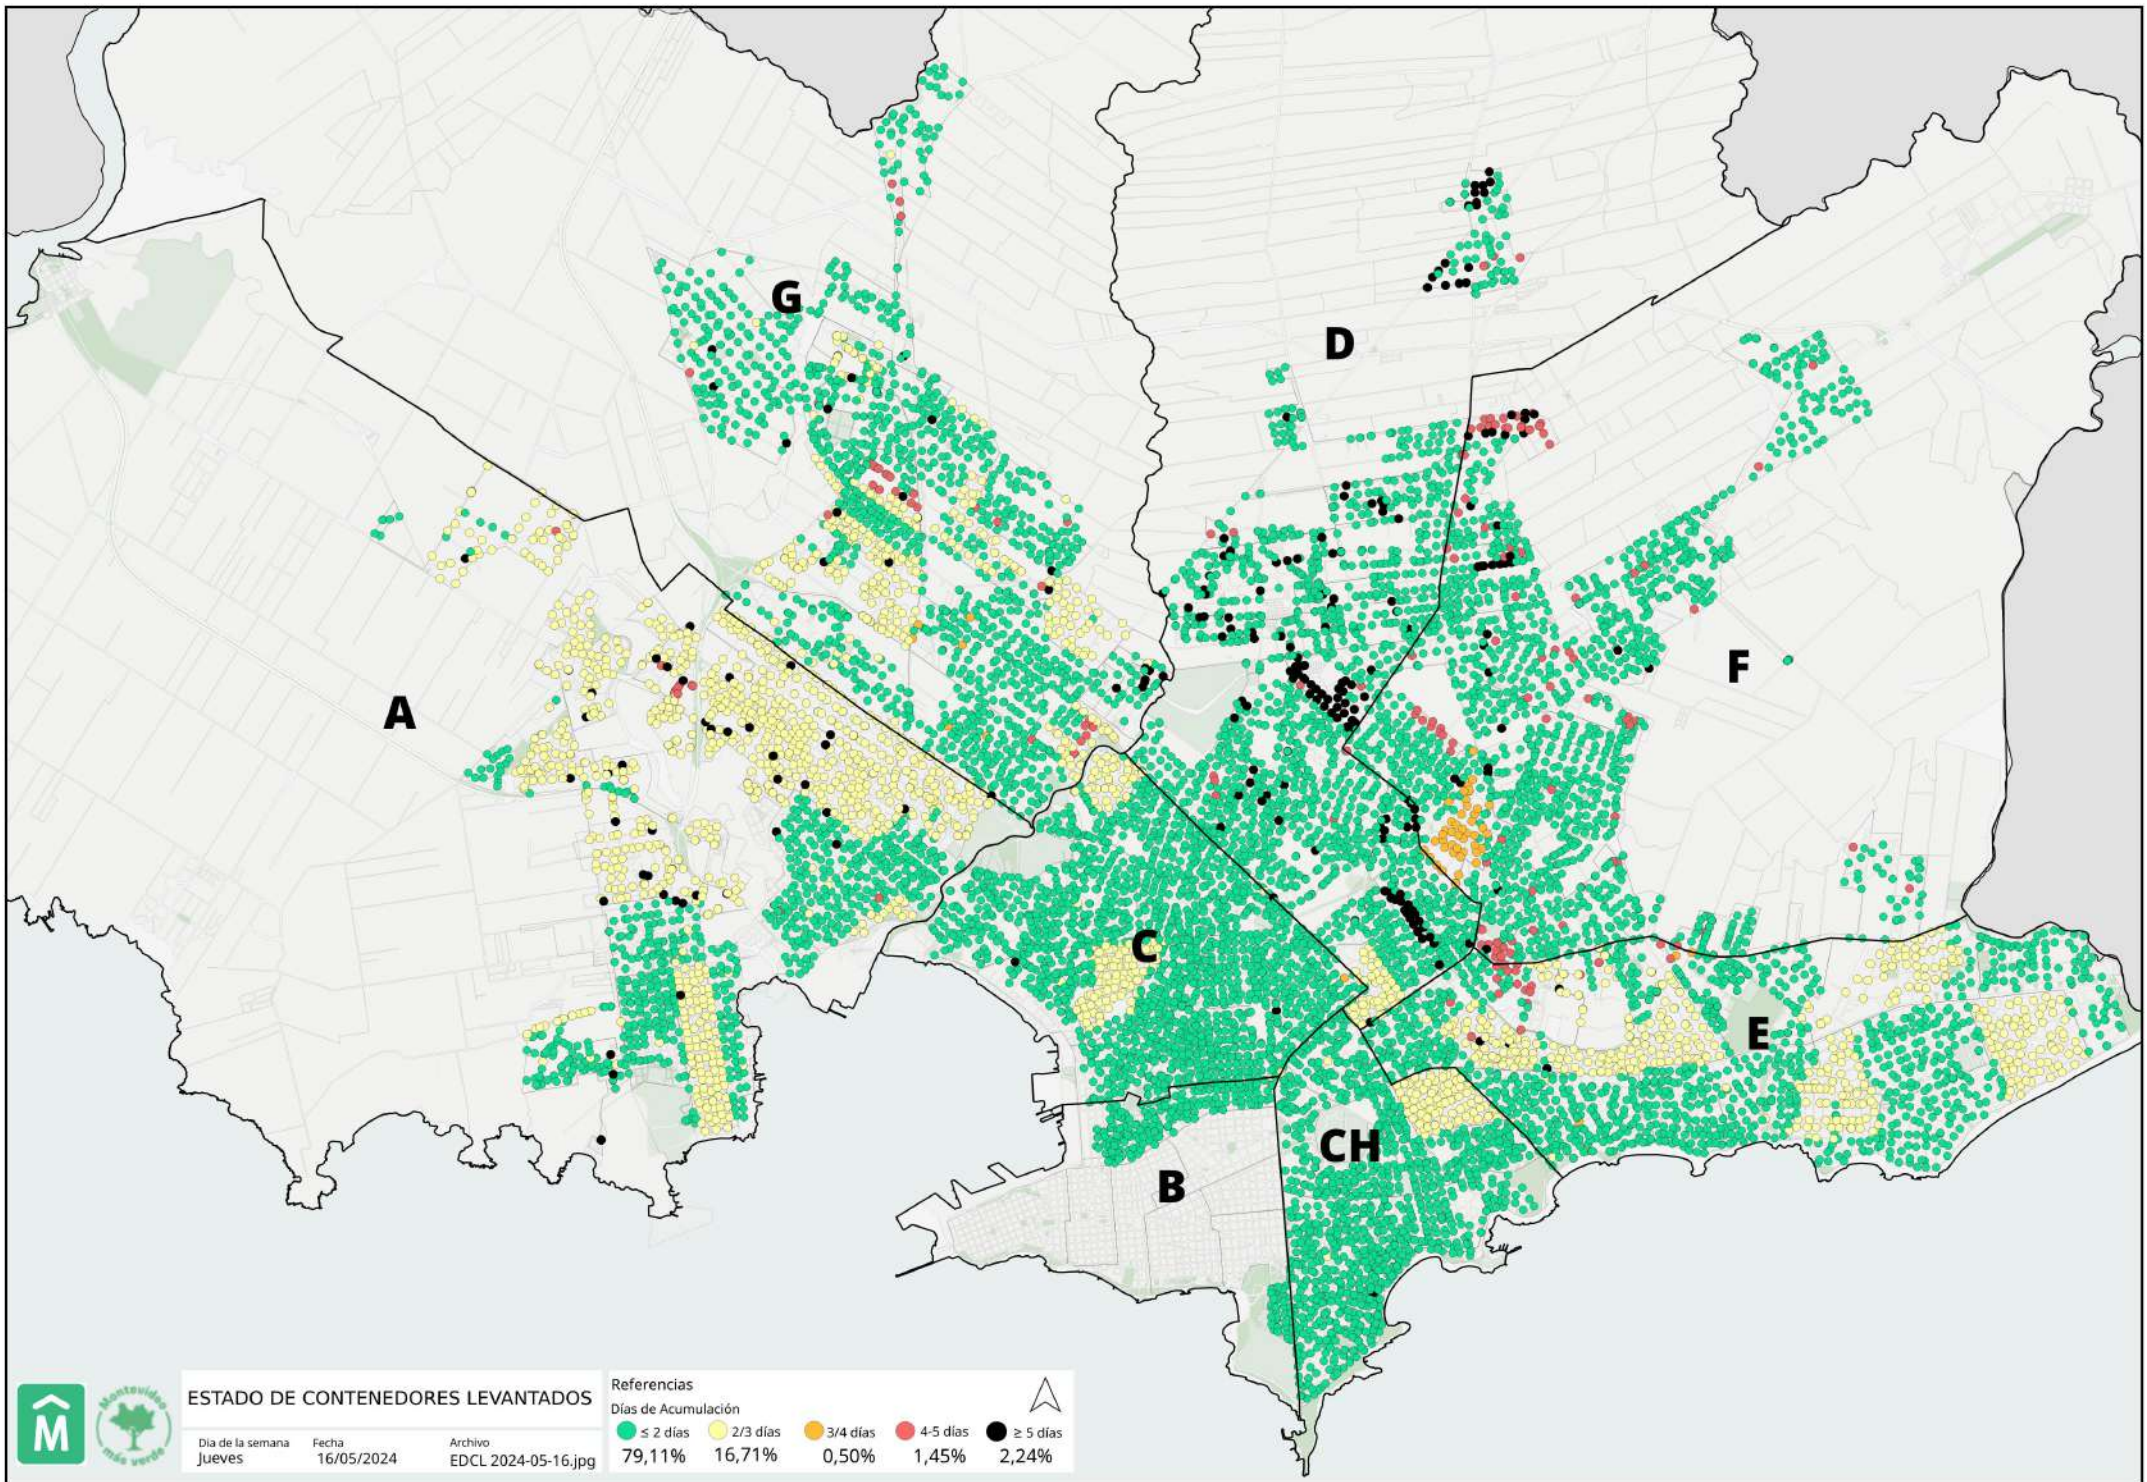 G
D
F
A
C
E
CH
B
M
Montevideo
más verde
ESTADO DE CONTENEDORES LEVANTADOS
Dia de la semana Fecha Archivo
Jueves 16/05/2024 EDCL 2024-05-16.jpg
Referencias
Días de Acumulación
≤ 2 días 2/3 días 3/4 días 4-5 días ≥ 5 días
79,11% 16,71% 0,50% 1,45% 2,24%